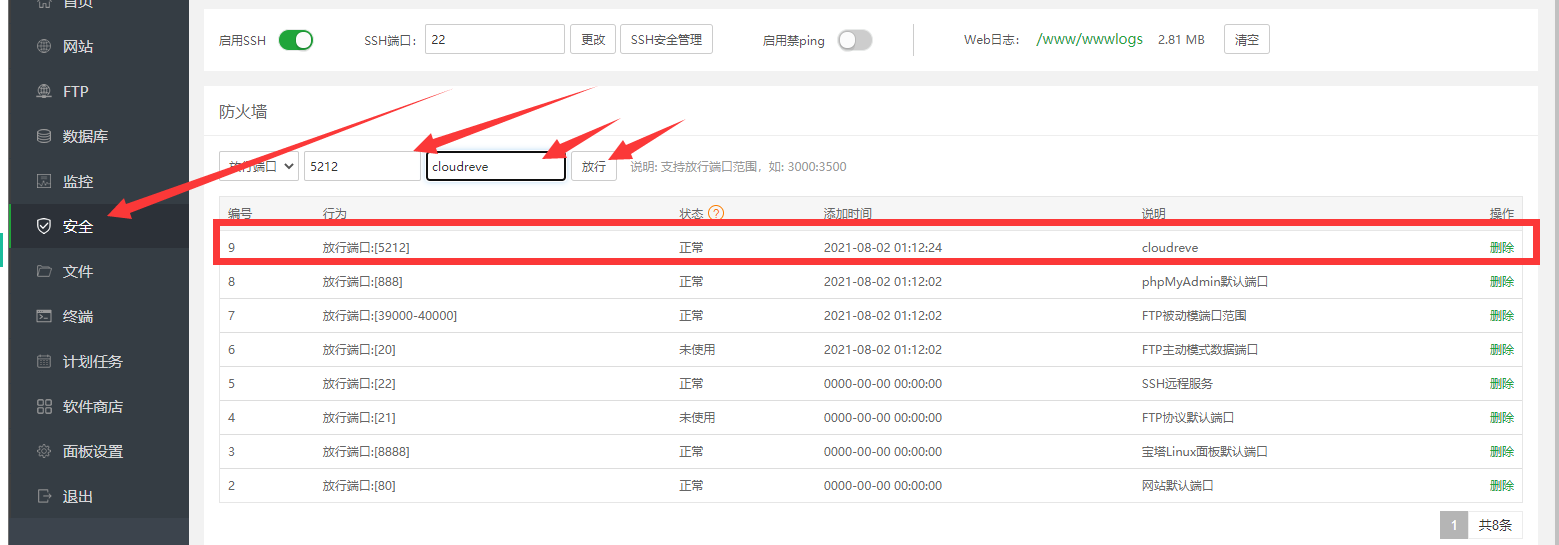 首页
网站
FTP
数据库
监控
安全
文件
终端
计划任务
软件商店
面板设置
退出
启用SSH SSH端口： 22 更改 SSH安全管理 启用禁ping Web日志： /www/wwwlogs 2.81 MB 清空
防火墙
放行端口 5212 cloudreve 放行 说明: 支持放行端口范围，如: 3000:3500
编号 行为 状态 ? 添加时间 说明 操作
9 放行端口:[5212] 正常 2021-08-02 01:12:24 cloudreve 删除
8 放行端口:[888] 正常 2021-08-02 01:12:02 phpMyAdmin默认端口 删除
7 放行端口:[39000-40000] 正常 2021-08-02 01:12:02 FTP被动模端口范围 删除
6 放行端口:[20] 未使用 2021-08-02 01:12:02 FTP主动模式数据端口 删除
5 放行端口:[22] 正常 0000-00-00 00:00:00 SSH远程服务 删除
4 放行端口:[21] 未使用 0000-00-00 00:00:00 FTP协议默认端口 删除
3 放行端口:[8888] 正常 0000-00-00 00:00:00 宝塔Linux面板默认端口 删除
2 放行端口:[80] 正常 0000-00-00 00:00:00 网站默认端口 删除
1 共8条